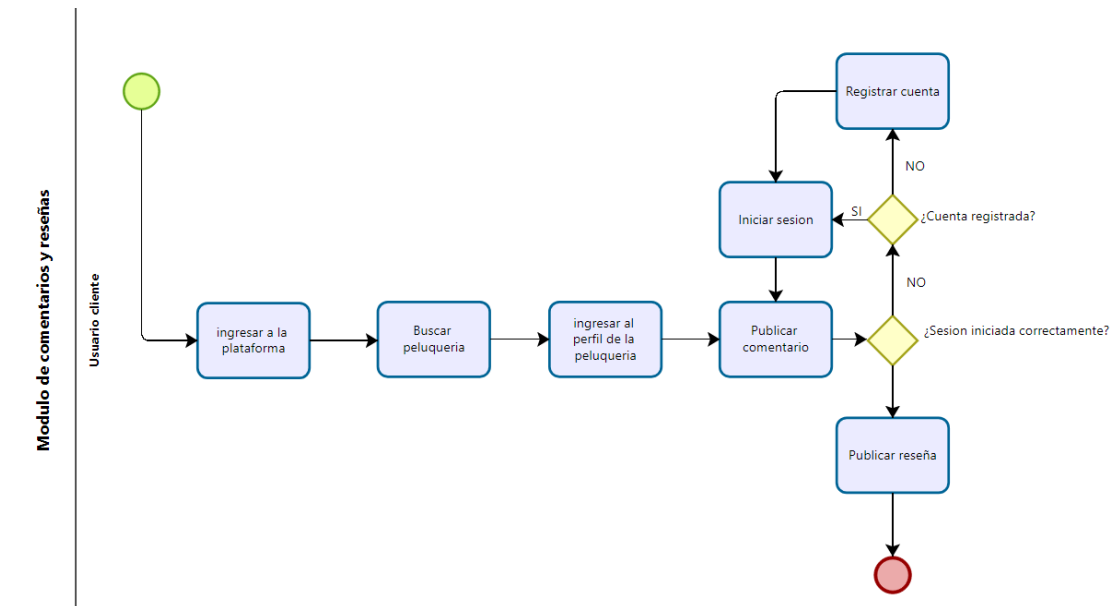 Modulo de comentarios y reseñas
Usuario cliente
ingresar a la
plataforma
Buscar
peluqueria
ingresar al
perfil de la
peluqueria
Publicar
comentario
¿Sesion iniciada correctamente?
NO
¿Cuenta registrada?
SI
NO
Iniciar sesion
Registrar cuenta
Publicar reseña